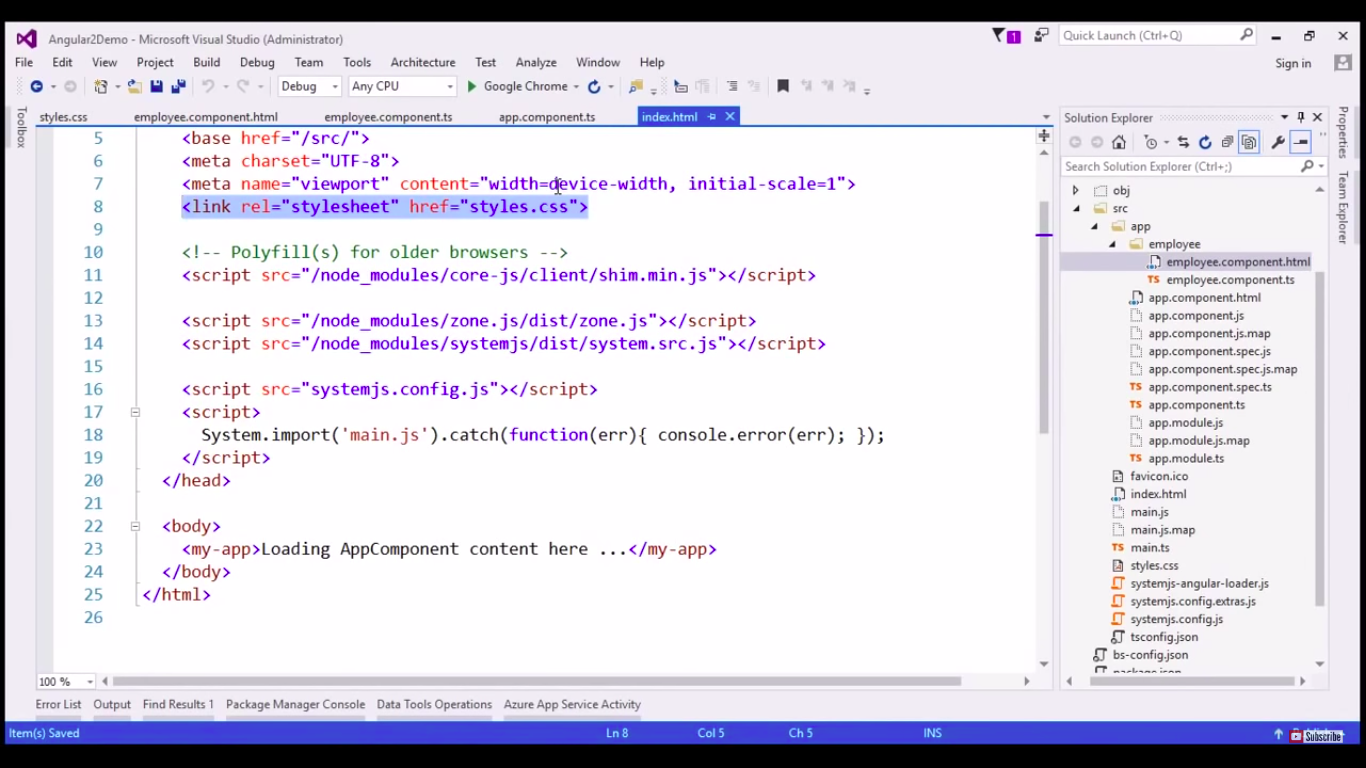 Angular2Demo - Microsoft Visual Studio (Administrator)
1
Quick Launch (Ctrl+Q)
File Edit View Project Build Debug Team Tools Architecture Test Analyze Window Help
Sign in
Debug Any CPU Google Chrome
Toolbox
styles.css employee.component.html employee.component.ts app.component.ts index.html
5 <base href="/src/">
6 <meta charset="UTF-8">
7 <meta name="viewport" content="width=device-width, initial-scale=1">
8 <link rel="stylesheet" href="styles.css">
9
10 <!-- Polyfill(s) for older browsers -->
11 <script src="/node_modules/core-js/client/shim.min.js"></script>
12
13 <script src="/node_modules/zone.js/dist/zone.js"></script>
14 <script src="/node_modules/systemjs/dist/system.src.js"></script>
15
16 <script src="systemjs.config.js"></script>
17 <script>
18 System.import('main.js').catch(function(err){ console.error(err); });
19 </script>
20 </head>
21
22 <body>
23 <my-app>Loading AppComponent content here ...</my-app>
24 </body>
25 </html>
26
100 %
Solution Explorer
Search Solution Explorer (Ctrl+;)
obj
src
app
employee
employee.component.html
employee.component.ts
app.component.html
app.component.js
app.component.js.map
app.component.spec.js
app.component.spec.js.map
app.component.spec.ts
app.component.ts
app.module.js
app.module.js.map
app.module.ts
favicon.ico
index.html
main.js
main.js.map
main.ts
styles.css
systemjs-angular-loader.js
systemjs.config.extras.js
systemjs.config.js
tsconfig.json
bs-config.json
package.json
Properties
Team Explorer
Error List Output Find Results 1 Package Manager Console Data Tools Operations Azure App Service Activity
Item(s) Saved Ln 8 Col 5 Ch 5 INS
Subscribe